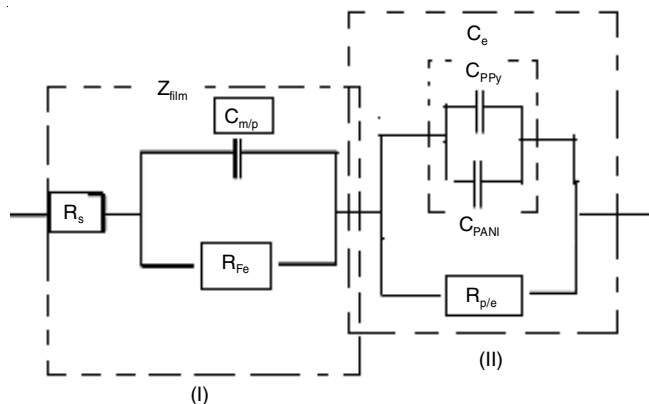 C_e
Z_film
C_PPy
C_m/p
R_s
C_PANI
R_Fe
R_p/e
(II)
(I)